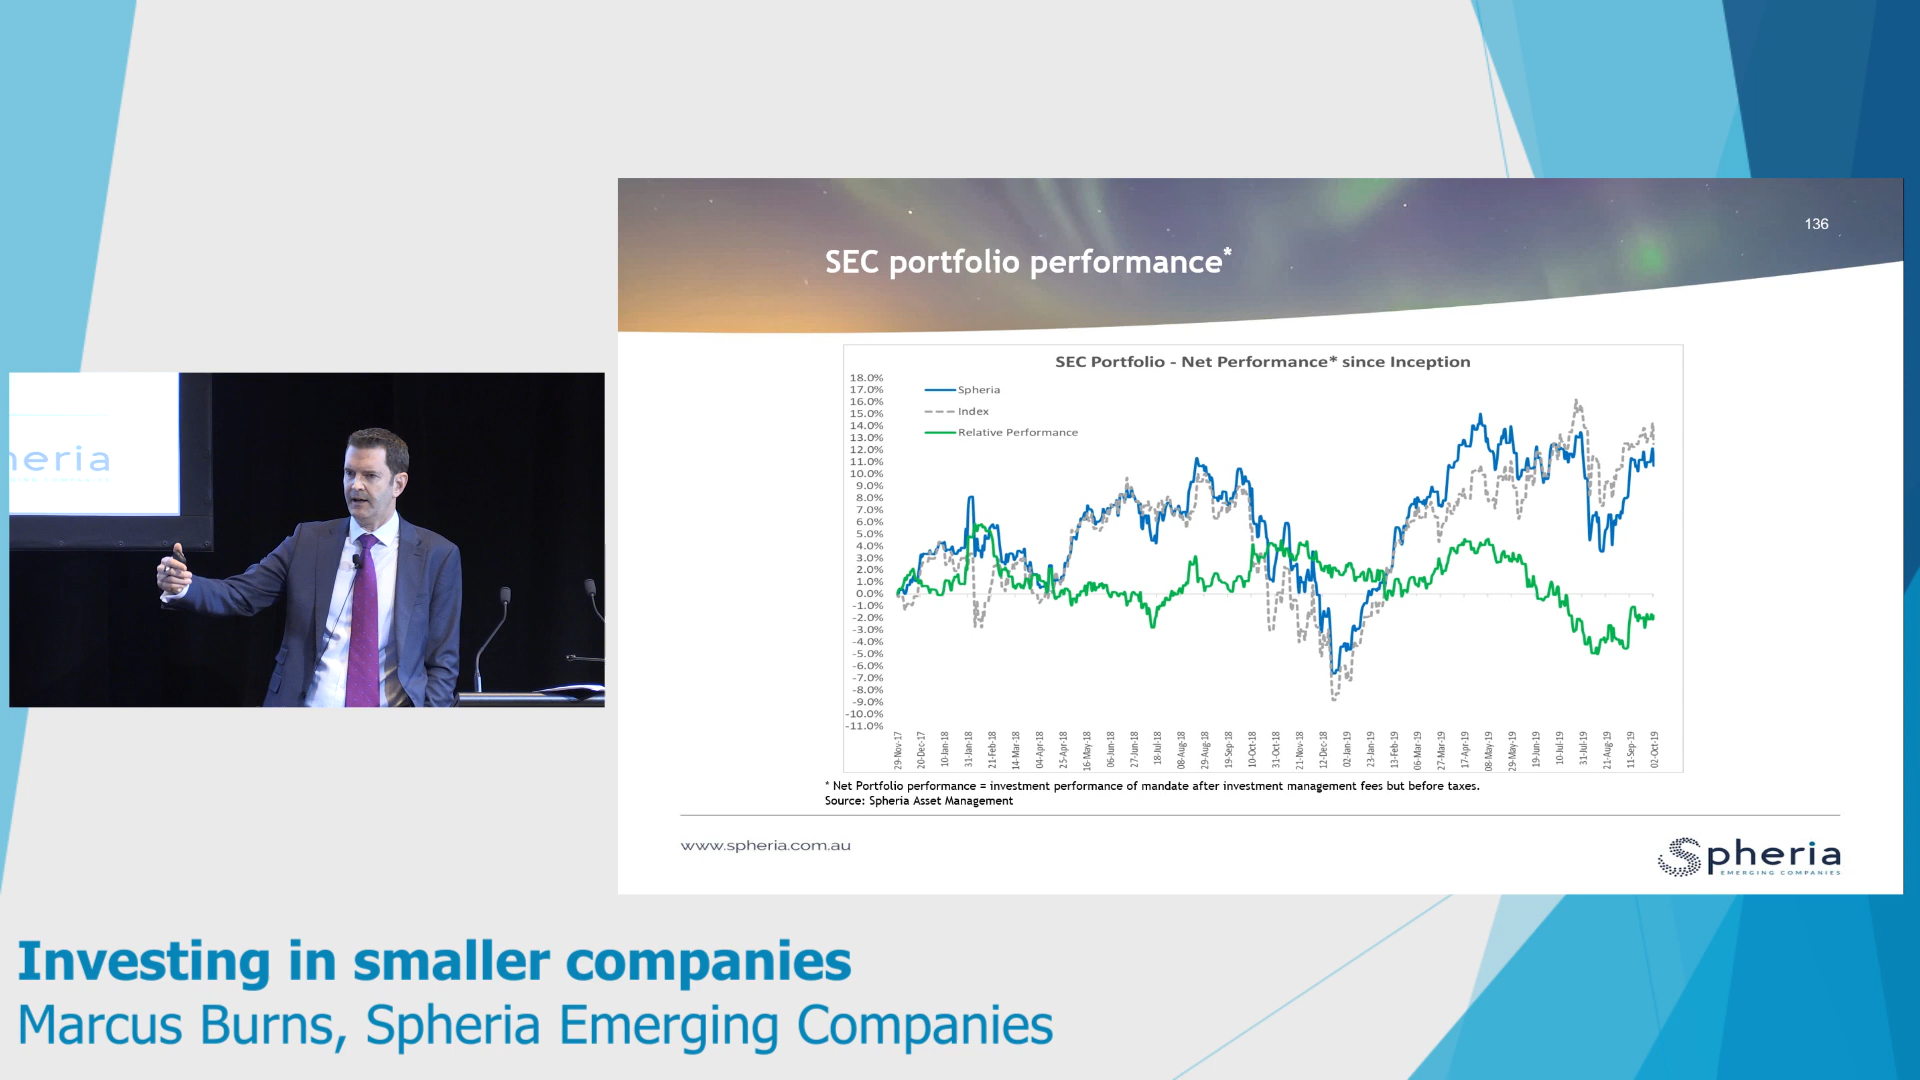 136
SEC portfolio performance*
SEC Portfolio - Net Performance* since Inception
18.0%
17.0%
16.0%
15.0%
14.0%
13.0%
12.0%
11.0%
10.0%
9.0%
8.0%
7.0%
6.0%
5.0%
4.0%
3.0%
2.0%
1.0%
0.0%
-1.0%
-2.0%
-3.0%
-4.0%
-5.0%
-6.0%
-7.0%
-8.0%
-9.0%
-10.0%
-11.0%
Spheria
Index
Relative Performance
29-Nov-17
20-Dec-17
10-Jan-18
31-Jan-18
21-Feb-18
14-Mar-18
04-Apr-18
25-Apr-18
16-May-18
06-Jun-18
27-Jun-18
18-Jul-18
08-Aug-18
29-Aug-18
19-Sep-18
10-Oct-18
31-Oct-18
21-Nov-18
12-Dec-18
02-Jan-19
23-Jan-19
13-Feb-19
06-Mar-19
27-Mar-19
17-Apr-19
08-May-19
29-May-19
19-Jun-19
10-Jul-19
31-Jul-19
21-Aug-19
11-Sep-19
02-Oct-19
* Net Portfolio performance = investment performance of mandate after investment management fees but before taxes.
Source: Spheria Asset Management
www.spheria.com.au
Spheria
EMERGING COMPANIES
heria
Investing in smaller companies
Marcus Burns, Spheria Emerging Companies